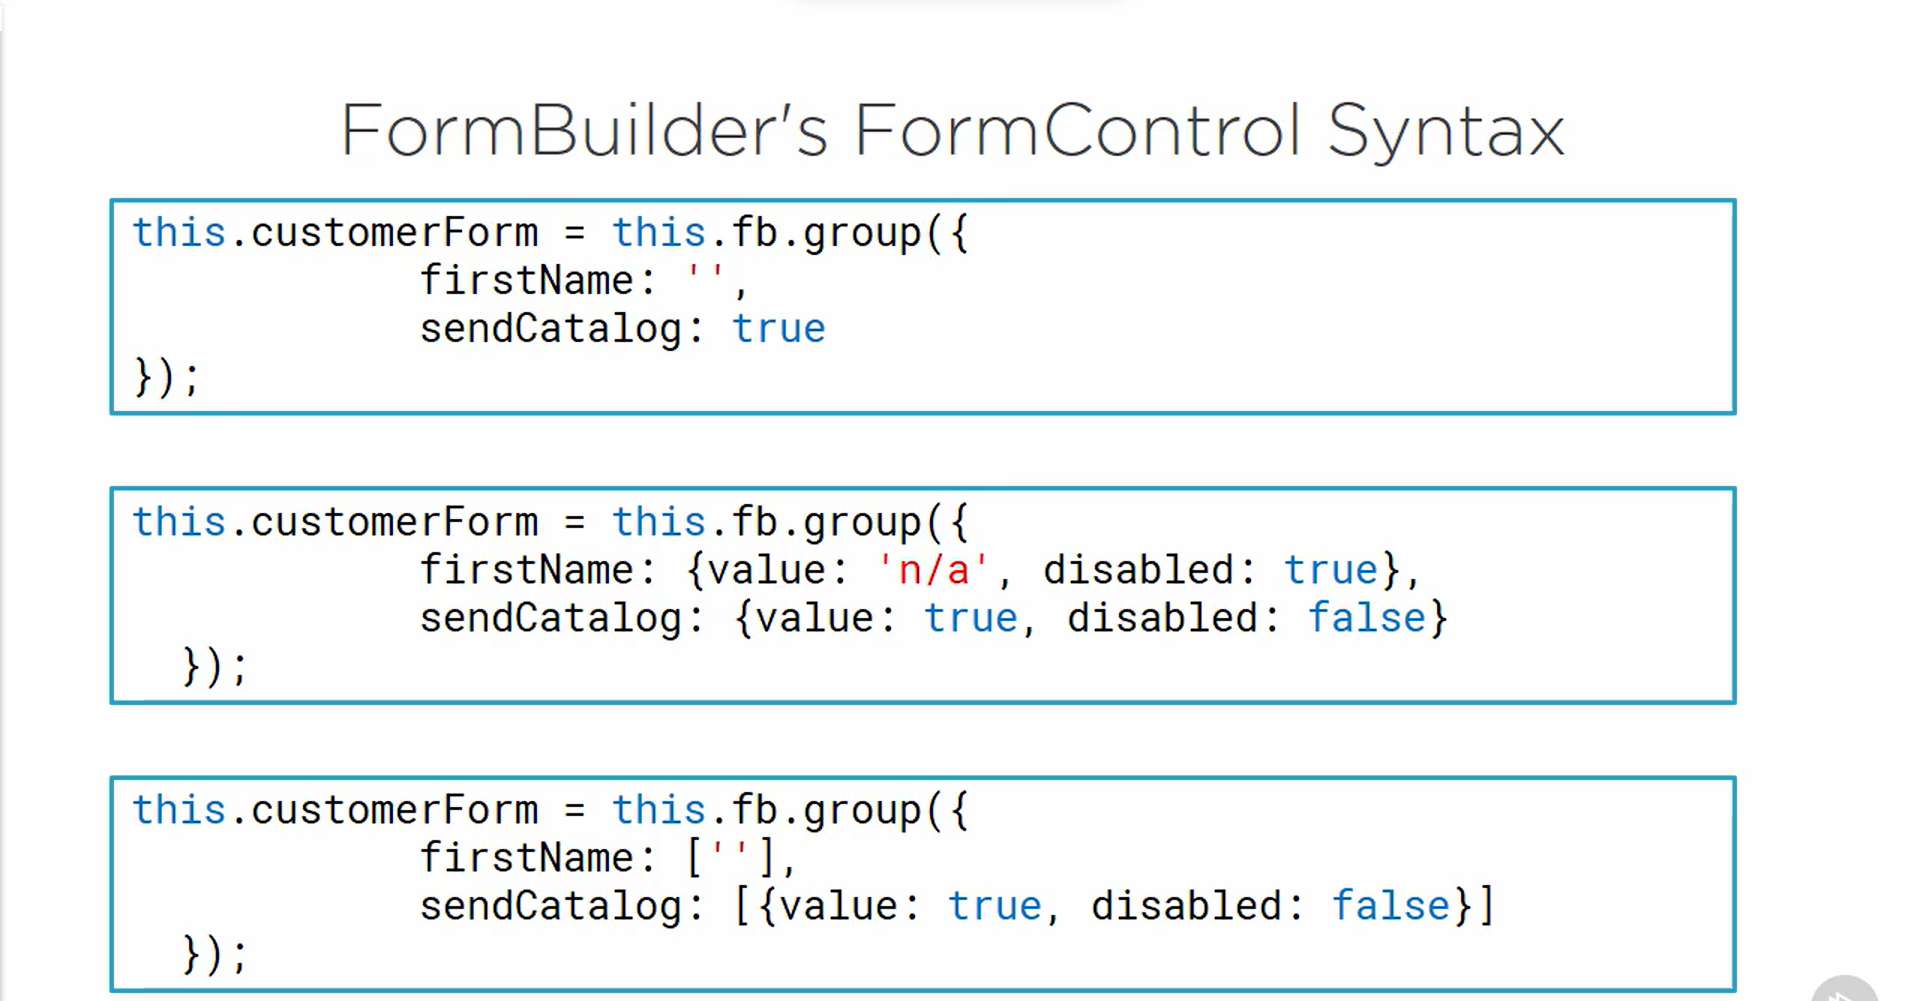 FormBuilder's FormControl Syntax
this.customerForm = this.fb.group({
firstName: '',
sendCatalog: true
});
this.customerForm = this.fb.group({
firstName: {value: 'n/a', disabled: true},
sendCatalog: {value: true, disabled: false}
});
this.customerForm = this.fb.group({
firstName: [''],
sendCatalog: [{value: true, disabled: false}]
});